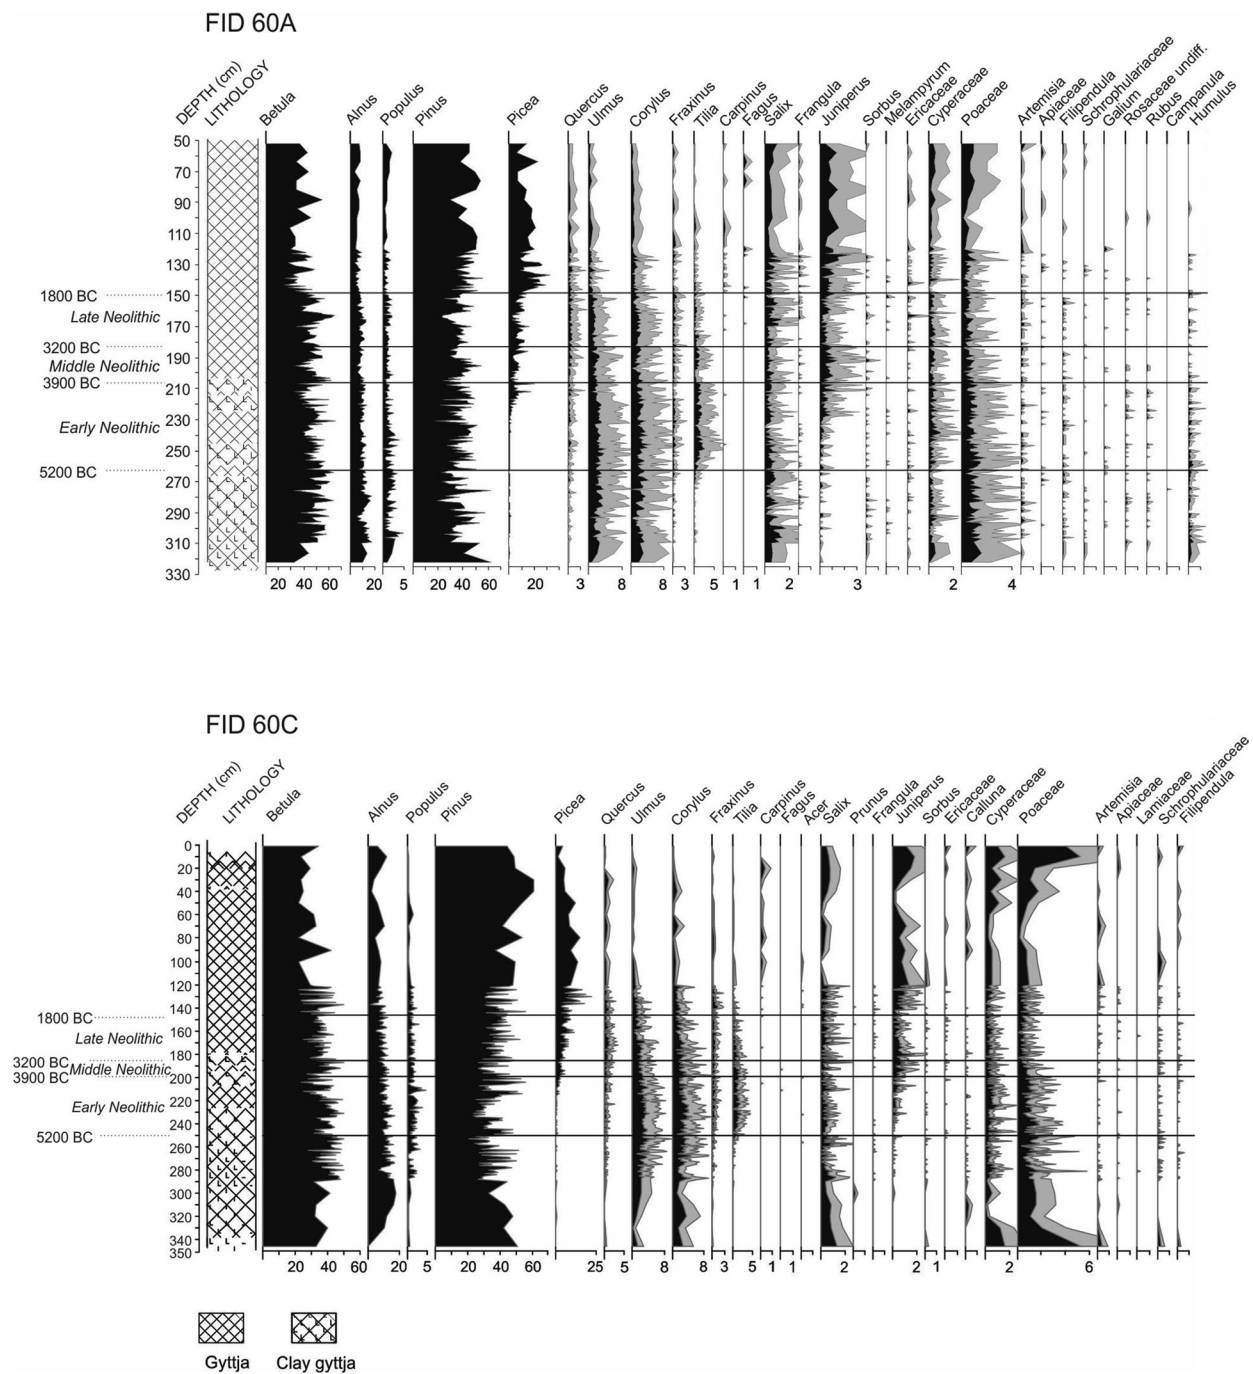 FID 60A
DEPTH (cm) LITHOLOGY Betula Alnus Populus Pinus Picea Quercus Ulmus Corylus Fraxinus Tilia Carpinus Fagus Salix Frangula Juniperus Sorbus Melampyrum Ericaceae Cyperaceae Poaceae Artemisia Apiaceae Filipendula Schrophulariaceae Galium Rosaceae undiff. Rubus Campanula Humulus
50
70
90
110
130
1800 BC 150
Late Neolithic 170
3200 BC
190
Middle Neolithic
3900 BC
210
230
Early Neolithic
250
5200 BC
270
290
310
330
20 40 60 20 5 20 40 60 20 3 8 8 3 5 1 1 2 3 2 4
FID 60C
DEPTH (cm) LITHOLOGY Betula Alnus Populus Pinus Picea Quercus Ulmus Corylus Fraxinus Tilia Carpinus Fagus Acer Salix Prunus Frangula Juniperus Sorbus Ericaceae Calluna Cyperaceae Poaceae Artemisia Apiaceae Lamiaceae Schrophulariaceae Filipendula
0
20
40
60
80
100
120
140
1800 BC
160
Late Neolithic
180
3200 BC
Middle Neolithic
3900 BC 200
220
Early Neolithic
240
5200 BC
260
280
300
320
340
350
20 40 60 20 5 20 40 60 25 5 8 8 3 5 1 1 2 2 1 2 6
Gyttja Clay gyttja